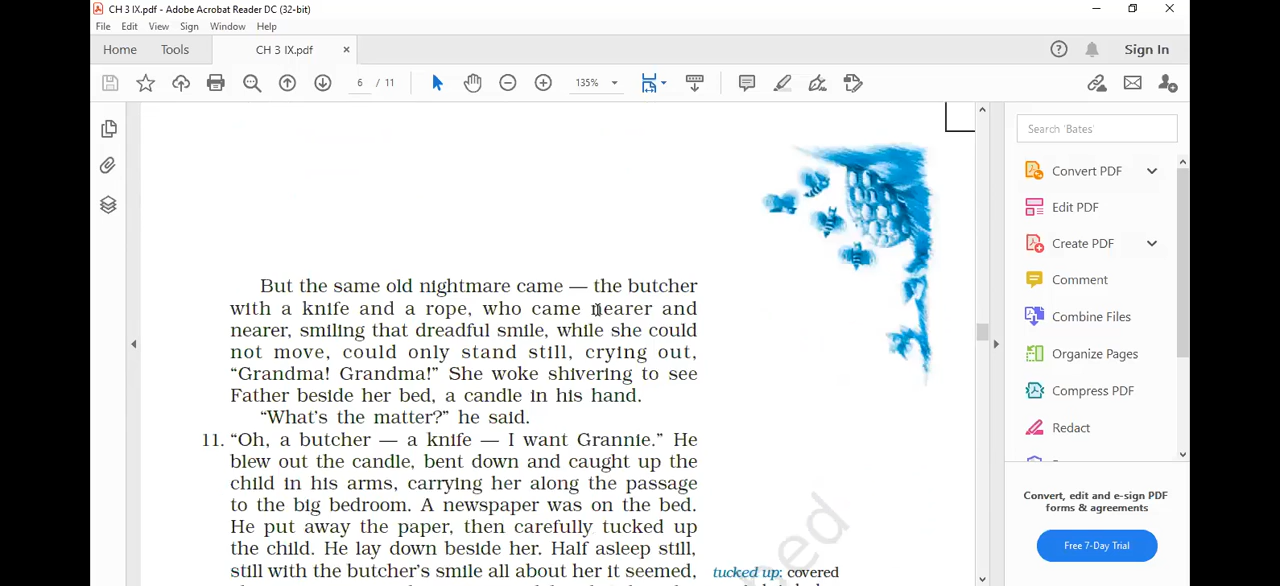 CH 3 IX.pdf - Adobe Acrobat Reader DC (32-bit)
File Edit View Sign Window Help
Home Tools CH 3 IX.pdf × Sign In
6 / 11 135%
Search 'Bates'
Convert PDF
Edit PDF
Create PDF
Comment
Combine Files
Organize Pages
Compress PDF
Redact
Convert, edit and e-sign PDF
forms & agreements
Free 7-Day Trial
But the same old nightmare came — the butcher
with a knife and a rope, who came nearer and
nearer, smiling that dreadful smile, while she could
not move, could only stand still, crying out,
“Grandma! Grandma!” She woke shivering to see
Father beside her bed, a candle in his hand.
“What’s the matter?” he said.
11. “Oh, a butcher — a knife — I want Grannie.” He
blew out the candle, bent down and caught up the
child in his arms, carrying her along the passage
to the big bedroom. A newspaper was on the bed.
He put away the paper, then carefully tucked up
the child. He lay down beside her. Half asleep still,
still with the butcher’s smile all about her it seemed,
tucked up: covered